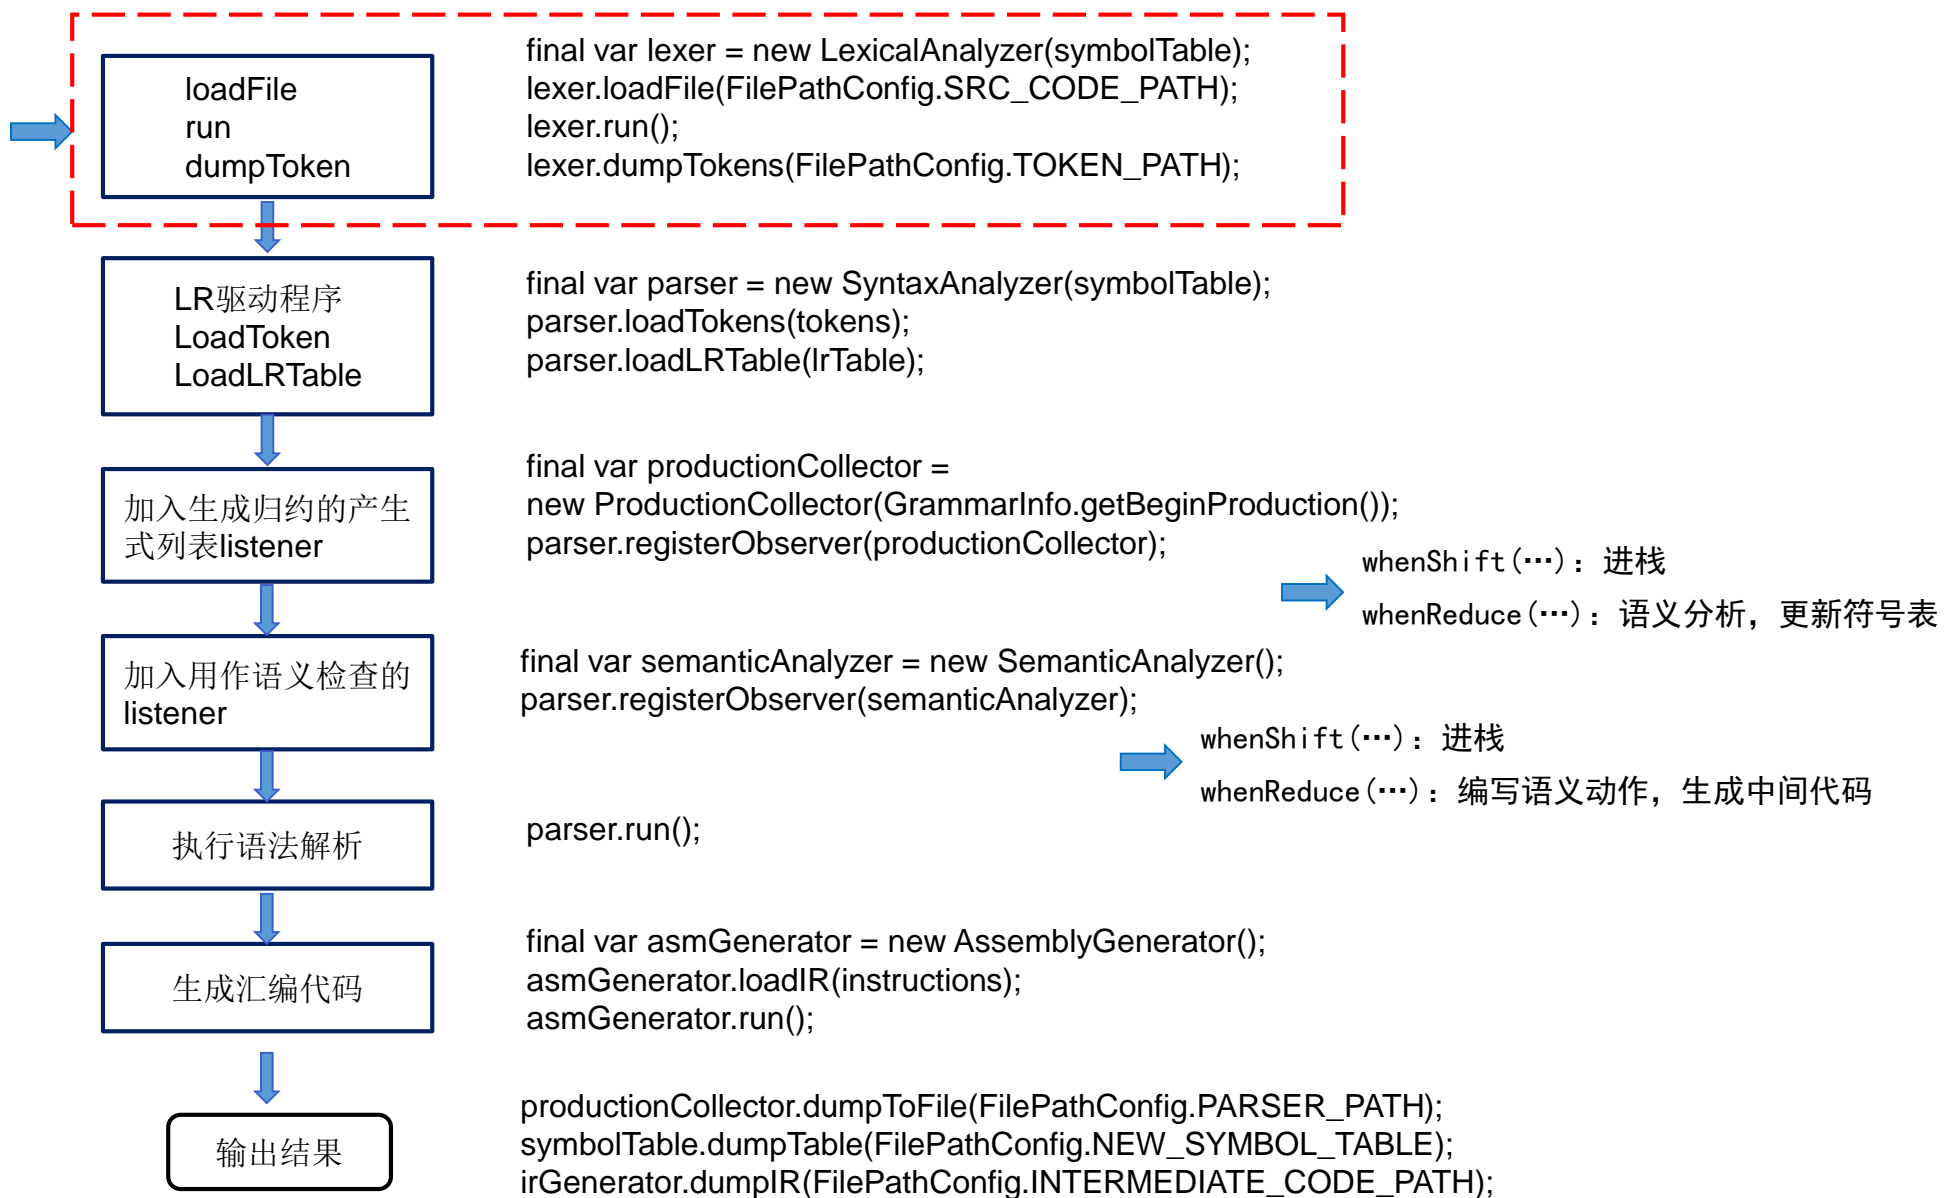 loadFile
run
dumpToken
final var lexer = new LexicalAnalyzer(symbolTable);
lexer.loadFile(FilePathConfig.SRC_CODE_PATH);
lexer.run();
lexer.dumpTokens(FilePathConfig.TOKEN_PATH);
LR驱动程序
LoadToken
LoadLRTable
final var parser = new SyntaxAnalyzer(symbolTable);
parser.loadTokens(tokens);
parser.loadLRTable(lrTable);
加入生成归约的产生
式列表listener
final var productionCollector =
new ProductionCollector(GrammarInfo.getBeginProduction());
parser.registerObserver(productionCollector);
whenShift(…): 进栈
whenReduce(…): 语义分析，更新符号表
加入用作语义检查的
listener
final var semanticAnalyzer = new SemanticAnalyzer();
parser.registerObserver(semanticAnalyzer);
whenShift(…): 进栈
whenReduce(…): 编写语义动作，生成中间代码
执行语法解析
parser.run();
生成汇编代码
final var asmGenerator = new AssemblyGenerator();
asmGenerator.loadIR(instructions);
asmGenerator.run();
输出结果
productionCollector.dumpToFile(FilePathConfig.PARSER_PATH);
symbolTable.dumpTable(FilePathConfig.NEW_SYMBOL_TABLE);
irGenerator.dumpIR(FilePathConfig.INTERMEDIATE_CODE_PATH);